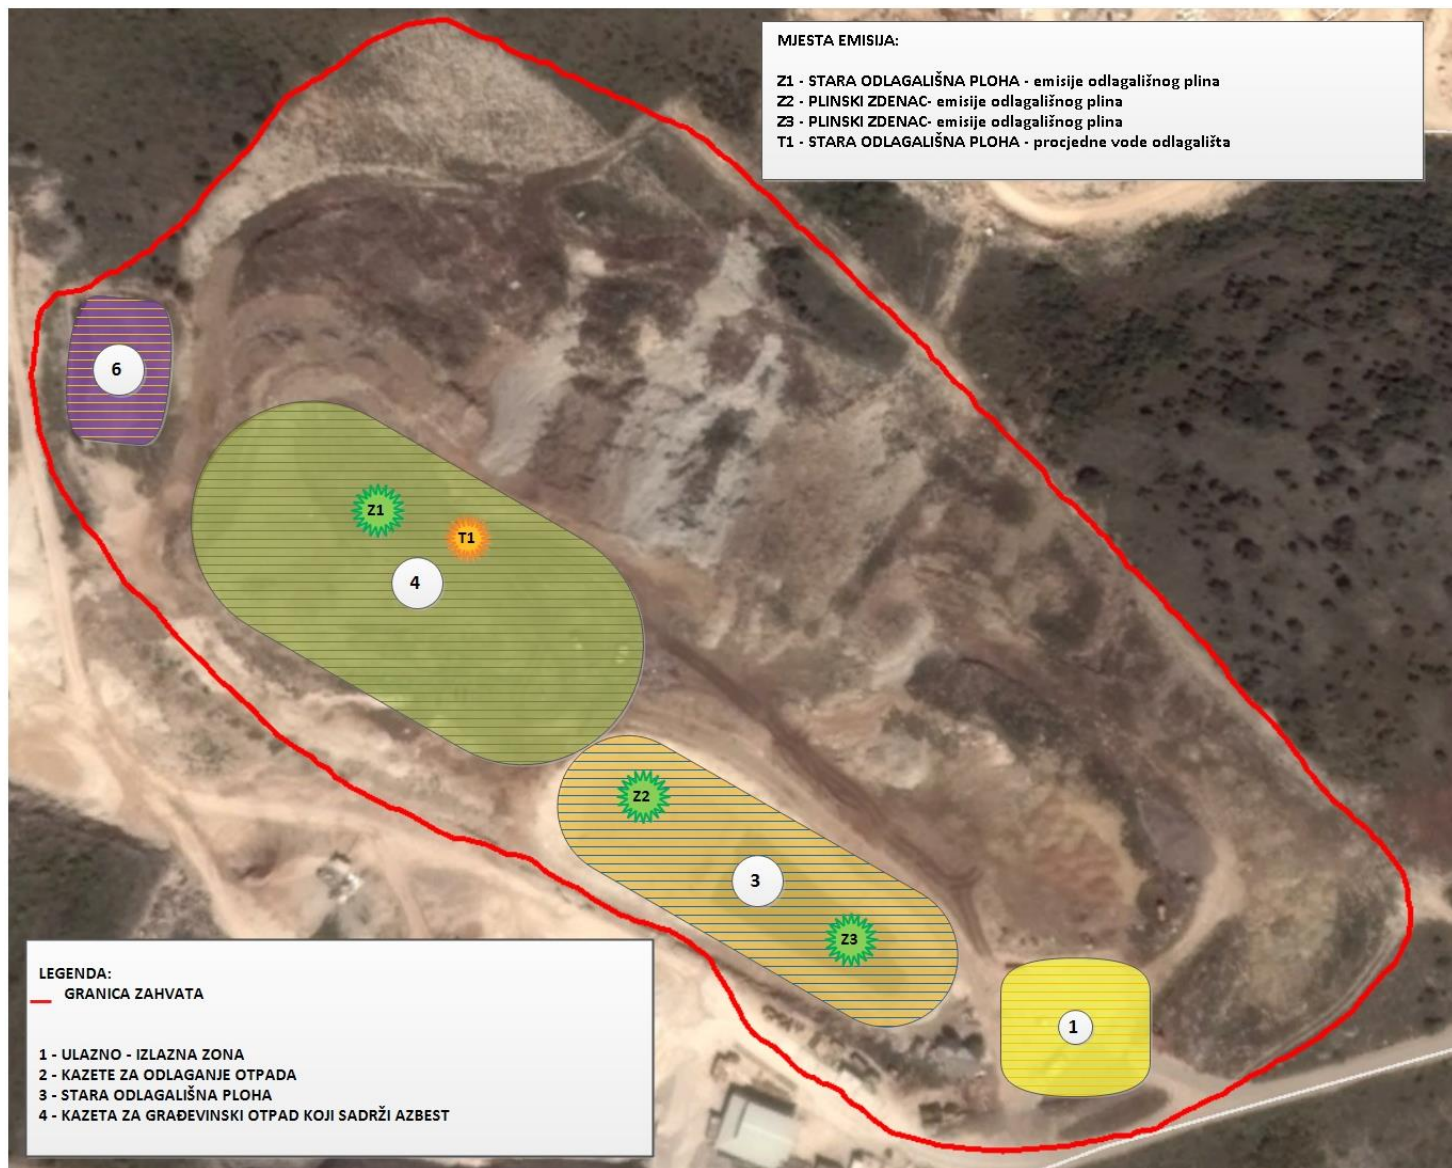 MJESTA EMISIJA:
Z1 - STARA ODLAGALIŠNA PLOHA - emisije odlagališnog plina
Z2 - PLINSKI ZDENAC- emisije odlagališnog plina
Z3 - PLINSKI ZDENAC- emisije odlagališnog plina
T1 - STARA ODLAGALIŠNA PLOHA - procjedne vode odlagališta
6
Z1
T1
4
Z2
3
Z3
1
LEGENDA:
GRANICA ZAHVATA
1 - ULAZNO - IZLAZNA ZONA
2 - KAZETE ZA ODLAGANJE OTPADA
3 - STARA ODLAGALIŠNA PLOHA
4 - KAZETA ZA GRAĐEVINSKI OTPAD KOJI SADRŽI AZBEST